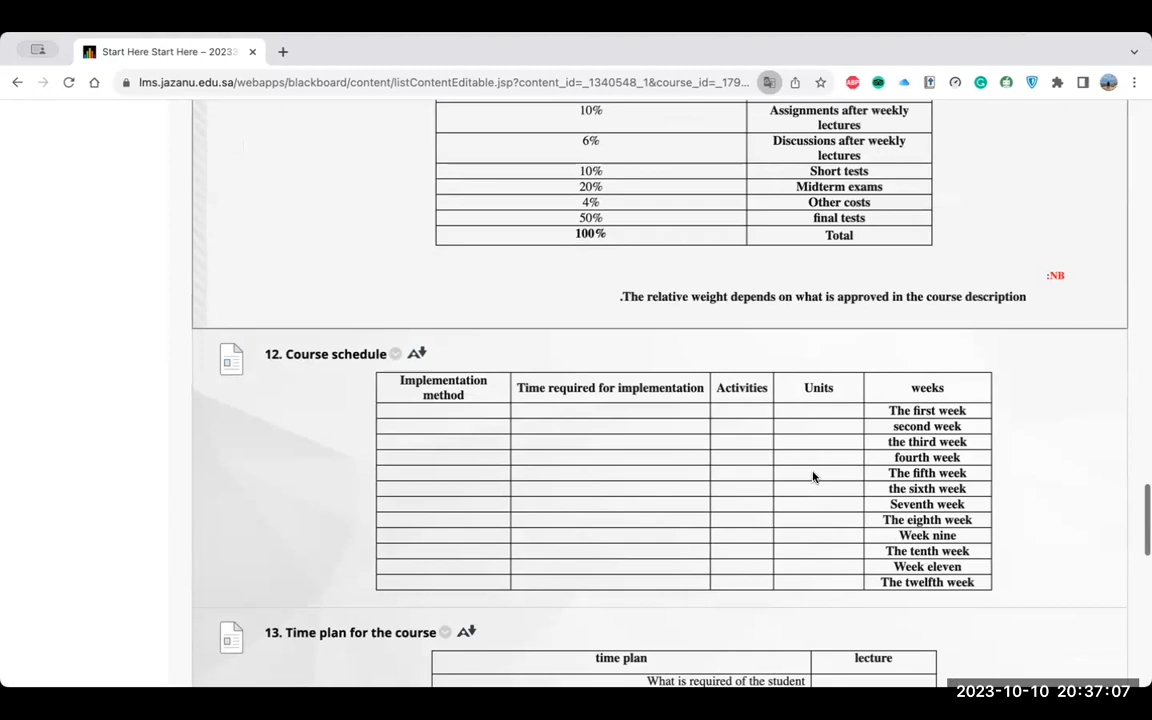 Start Here Start Here – 20233
lms.jazanu.edu.sa/webapps/blackboard/content/listContentEditable.jsp?content_id=_1340548_1&course_id=_179...
10% Assignments after weekly
lectures
6% Discussions after weekly
lectures
10% Short tests
20% Midterm exams
4% Other costs
50% final tests
100% Total
:NB
.The relative weight depends on what is approved in the course description
12. Course schedule
Implementation
method Time required for implementation Activities Units weeks
The first week
second week
the third week
fourth week
The fifth week
the sixth week
Seventh week
The eighth week
Week nine
The tenth week
Week eleven
The twelfth week
13. Time plan for the course
time plan lecture
What is required of the student
2023-10-10 20:37:07